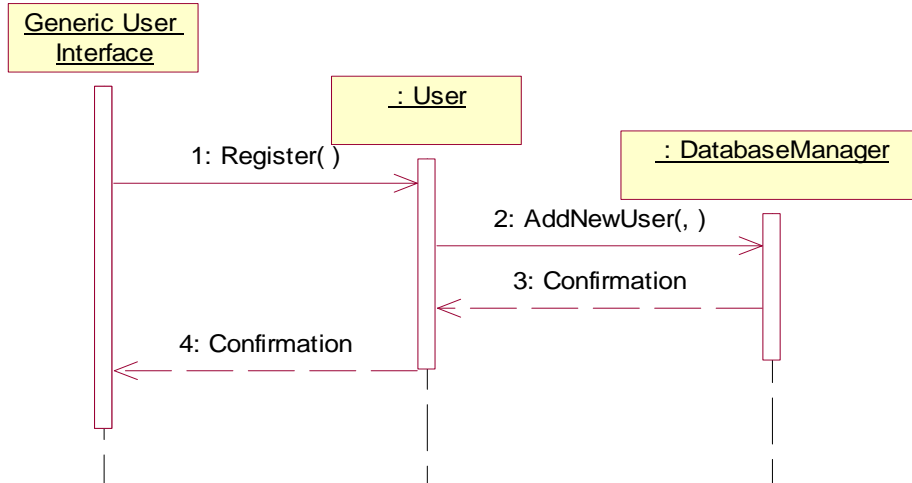 Generic User
Interface
: User
: DatabaseManager
1: Register( )
2: AddNewUser(, )
3: Confirmation
4: Confirmation